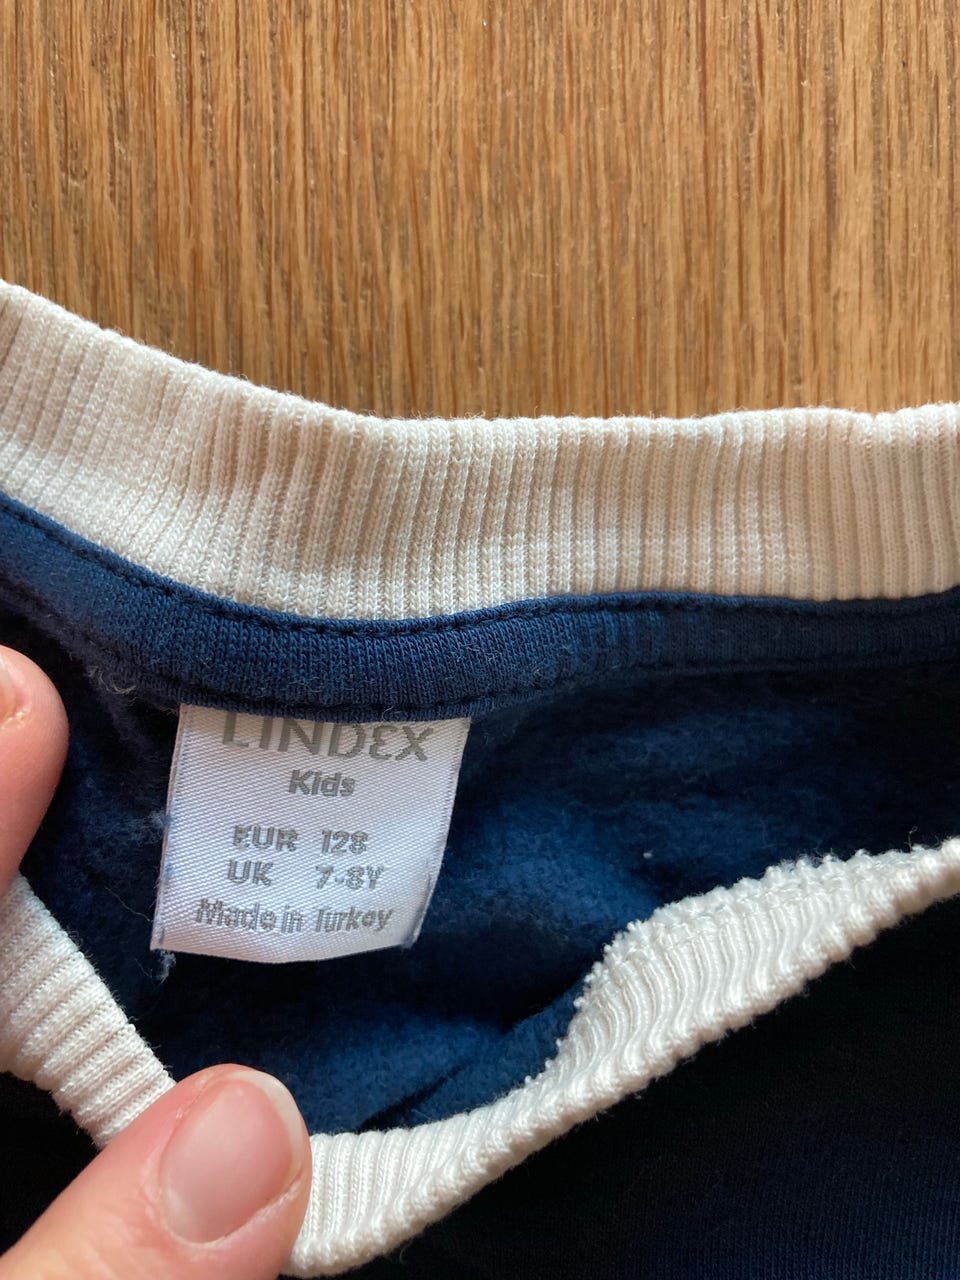 LINDEX
Kids
EUR 128
UK 7-8Y
Made in Turkey